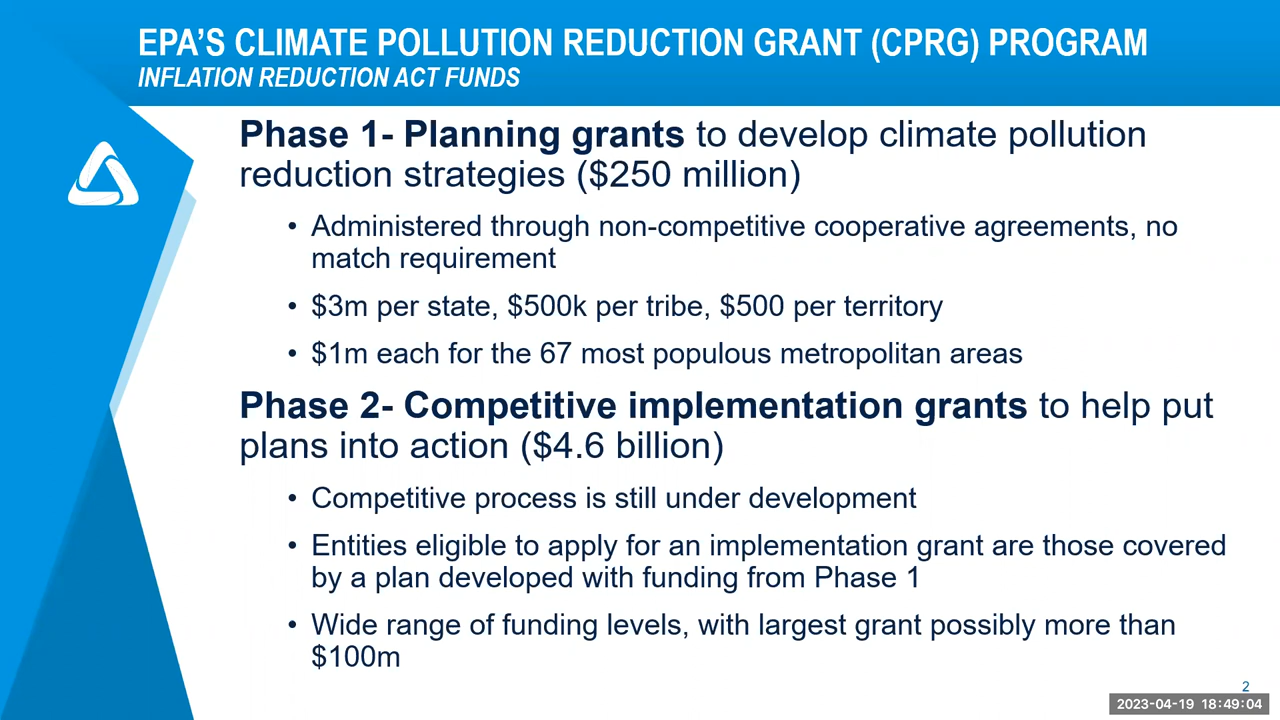 EPA'S CLIMATE POLLUTION REDUCTION GRANT (CPRG) PROGRAM
INFLATION REDUCTION ACT FUNDS
Phase 1- Planning grants to develop climate pollution
reduction strategies ($250 million)
• Administered through non-competitive cooperative agreements, no
match requirement
• $3m per state, $500k per tribe, $500 per territory
• $1m each for the 67 most populous metropolitan areas
Phase 2- Competitive implementation grants to help put
plans into action ($4.6 billion)
• Competitive process is still under development
• Entities eligible to apply for an implementation grant are those covered
by a plan developed with funding from Phase 1
• Wide range of funding levels, with largest grant possibly more than
$100m
2
2023-04-19 18:49:04